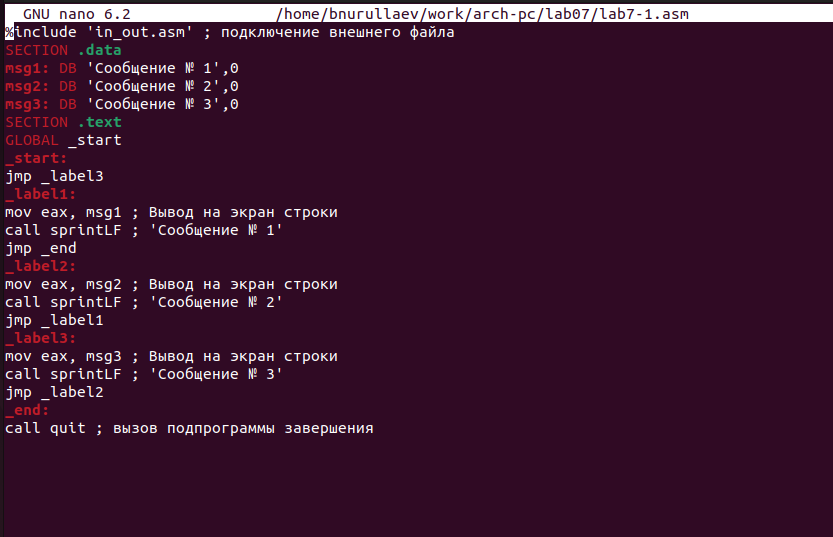 GNU nano 6.2 /home/bnurullaev/work/arch-pc/lab07/lab7-1.asm
%include 'in_out.asm' ; подключение внешнего файла
SECTION .data
msg1: DB 'Сообщение № 1',0
msg2: DB 'Сообщение № 2',0
msg3: DB 'Сообщение № 3',0
SECTION .text
GLOBAL _start
_start:
jmp _label3
_label1:
mov eax, msg1 ; Вывод на экран строки
call sprintLF ; 'Сообщение № 1'
jmp _end
_label2:
mov eax, msg2 ; Вывод на экран строки
call sprintLF ; 'Сообщение № 2'
jmp _label1
_label3:
mov eax, msg3 ; Вывод на экран строки
call sprintLF ; 'Сообщение № 3'
jmp _label2
_end:
call quit ; вызов подпрограммы завершения